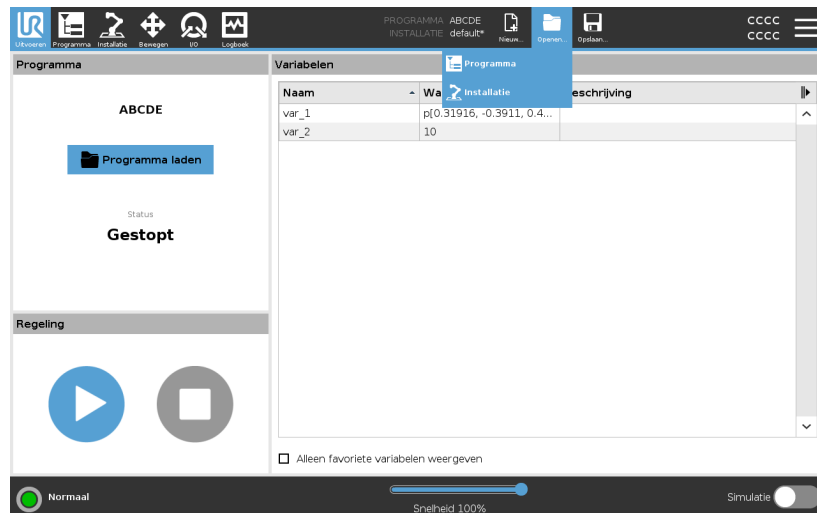 UR
PROGRAMMA ABCDE
INSTALLATIE default*
Uitvoeren Programma Installatie Bewegen I/O Logboek
Nieuw... Openen... Opslaan...
CCCC
CCCC
Programma
Installatie
Programma
ABCDE
Programma laden
Status
Gestopt
Regeling
Variabelen
Naam Wa eschrijving
var_1 p[0.31916, -0.3911, 0.4...
var_2 10
Alleen favoriete variabelen weergeven
Normaal
Snelheid 100%
Simulatie